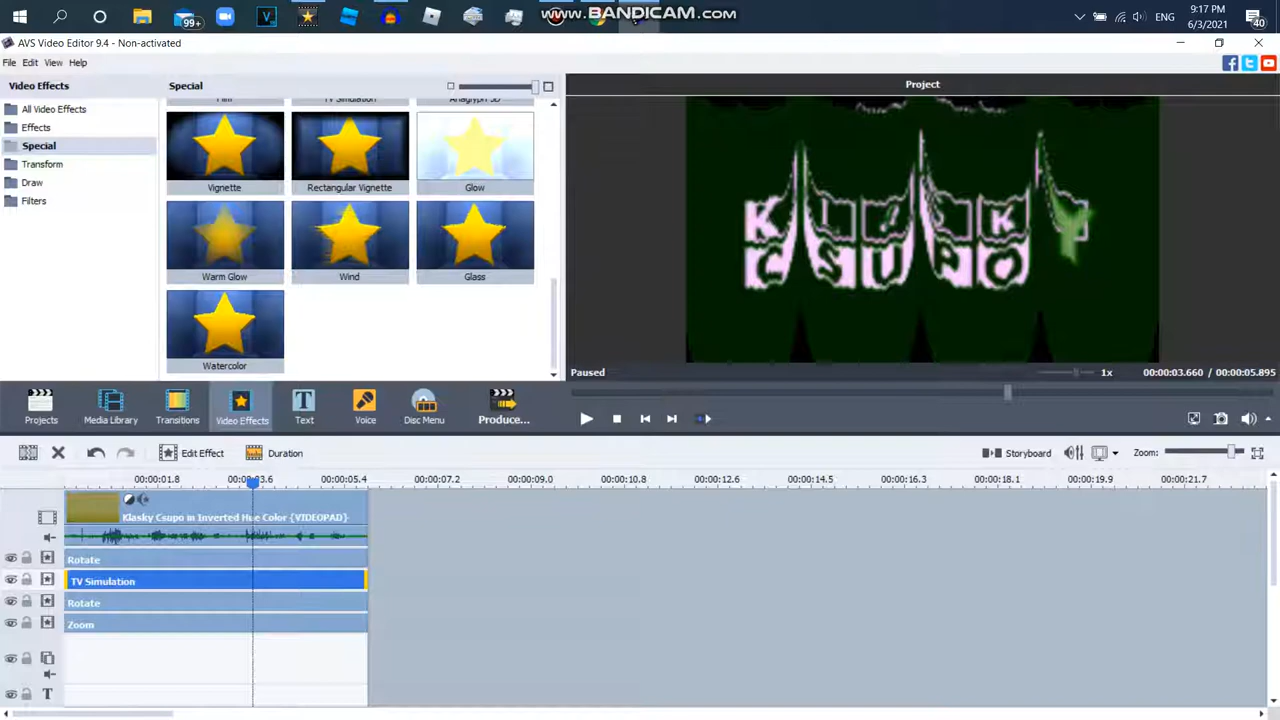 99+
WWW.BANDICAM.COM
ENG
9:17 PM
6/3/2021
40
AVS Video Editor 9.4 - Non-activated
File Edit View Help
Video Effects
Special
Project
All Video Effects
Effects
Special
Transform
Draw
Filters
Film
TV Simulation
Anaglyph 3D
Vignette
Rectangular Vignette
Glow
Warm Glow
Wind
Glass
Watercolor
K L A S K Y
CSUPO
Paused
1x
00:00:03.660 / 00:00:05.895
Projects
Media Library
Transitions
Video Effects
Text
Voice
Disc Menu
Produce...
Edit Effect
Duration
Storyboard
Zoom:
00:00:01.8
00:00:03.6
00:00:05.4
00:00:07.2
00:00:09.0
00:00:10.8
00:00:12.6
00:00:14.5
00:00:16.3
00:00:18.1
00:00:19.9
00:00:21.7
Klasky Csupo in Inverted Hue Color {VIDEOPAD}
Rotate
TV Simulation
Rotate
Zoom
T